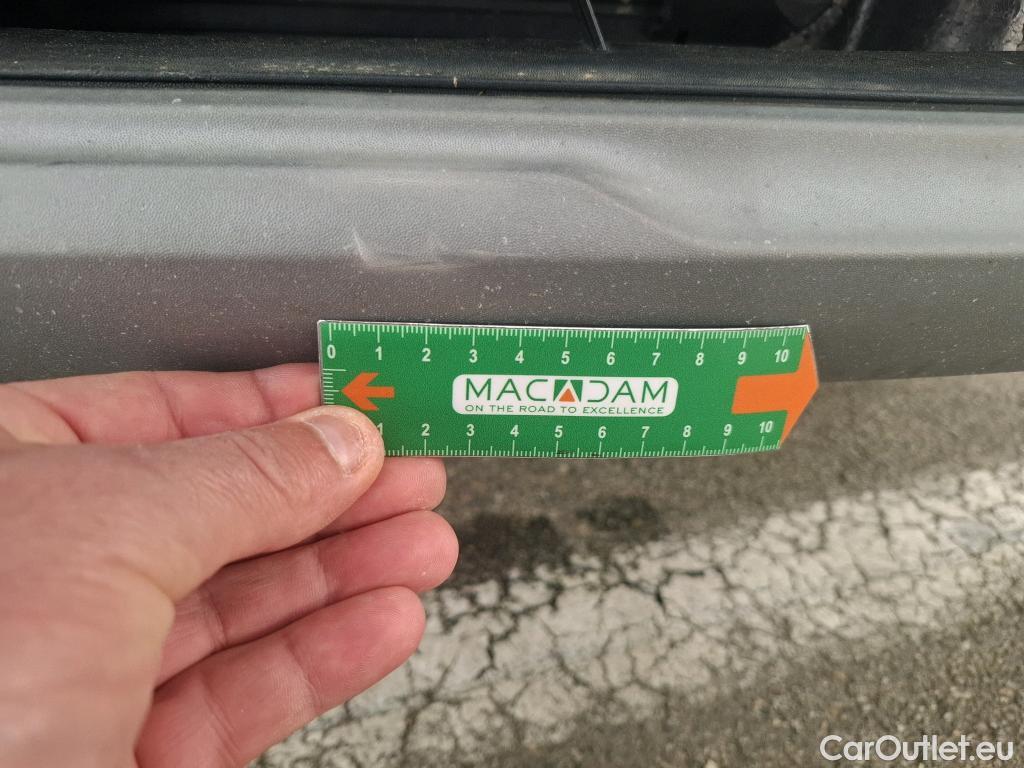 0 1 2 3 4 5 6 7 8 9 10
MACADAM
ON THE ROAD TO EXCELLENCE
1 2 3 4 5 6 7 8 9 10
CarOutlet.eu